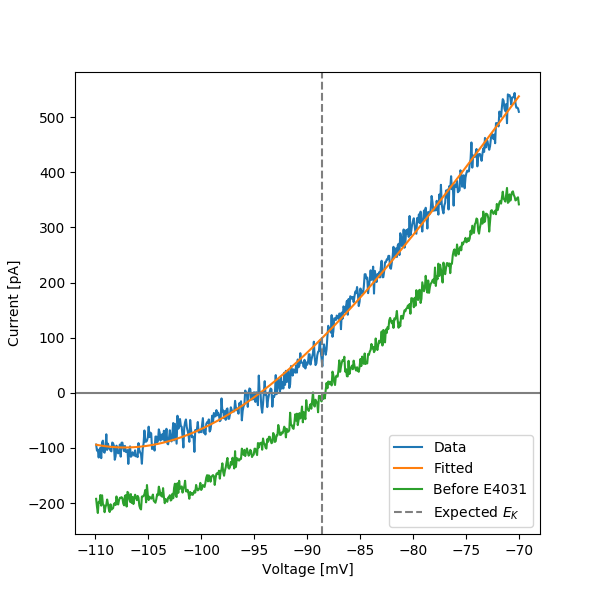 500
400
300
200
100
0
−100
−200
Current [pA]
−110 −105 −100 −95 −90 −85 −80 −75 −70
Voltage [mV]
Data
Fitted
Before E4031
Expected E_K